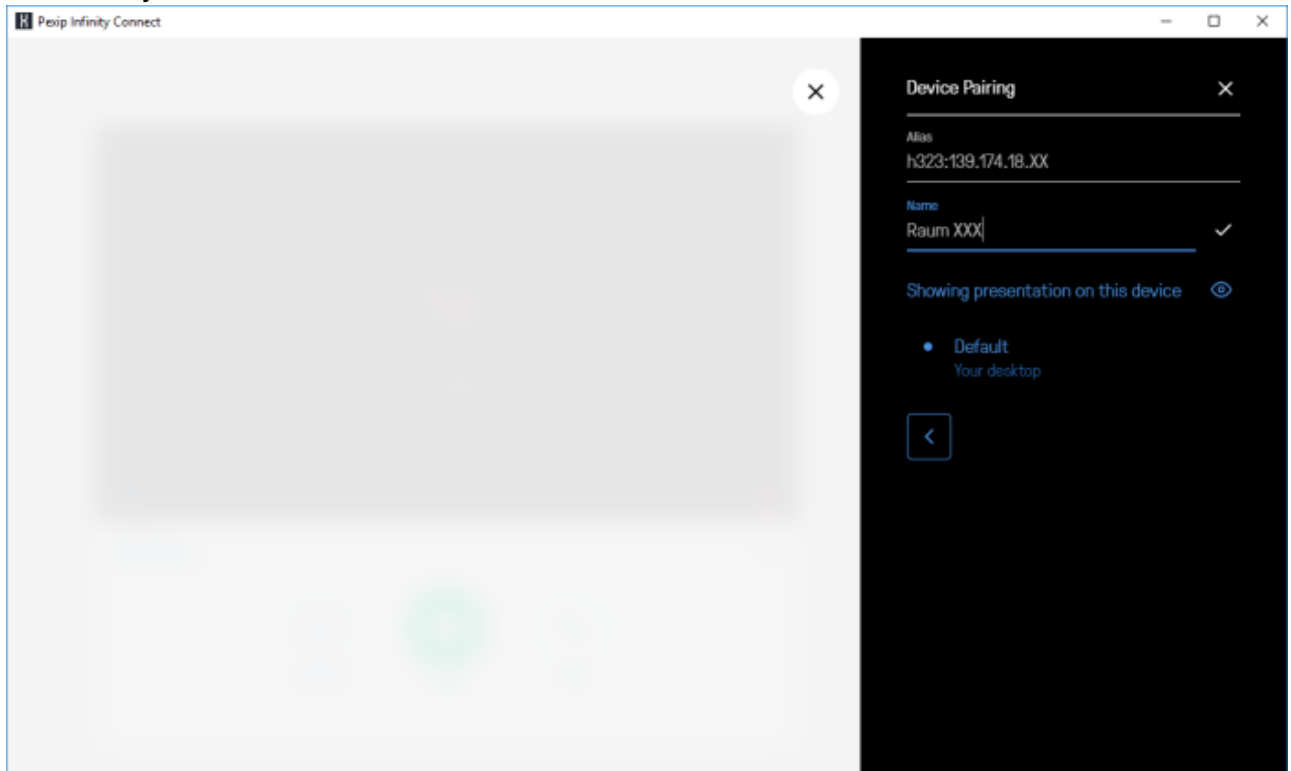 Pexip Infinity Connect
Device Pairing
Alias
h323:139.174.18.XX
Name
Raum XXX
Showing presentation on this device
Default
Your desktop